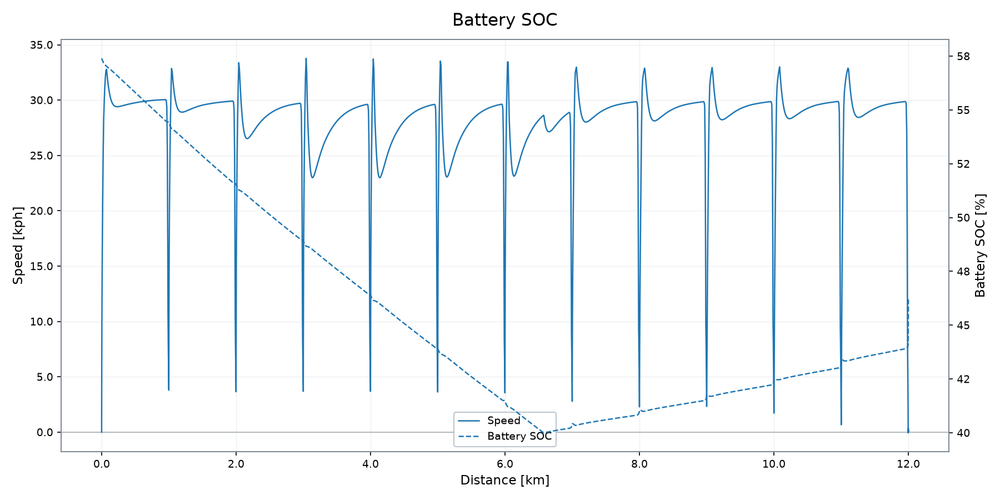 Battery SOC
35.0
30.0
25.0
20.0
15.0
10.0
5.0
0.0
Speed [kph]
58
55
52
50
48
45
42
40
Battery SOC [%]
Speed
Battery SOC
0.0 2.0 4.0 6.0 8.0 10.0 12.0
Distance [km]